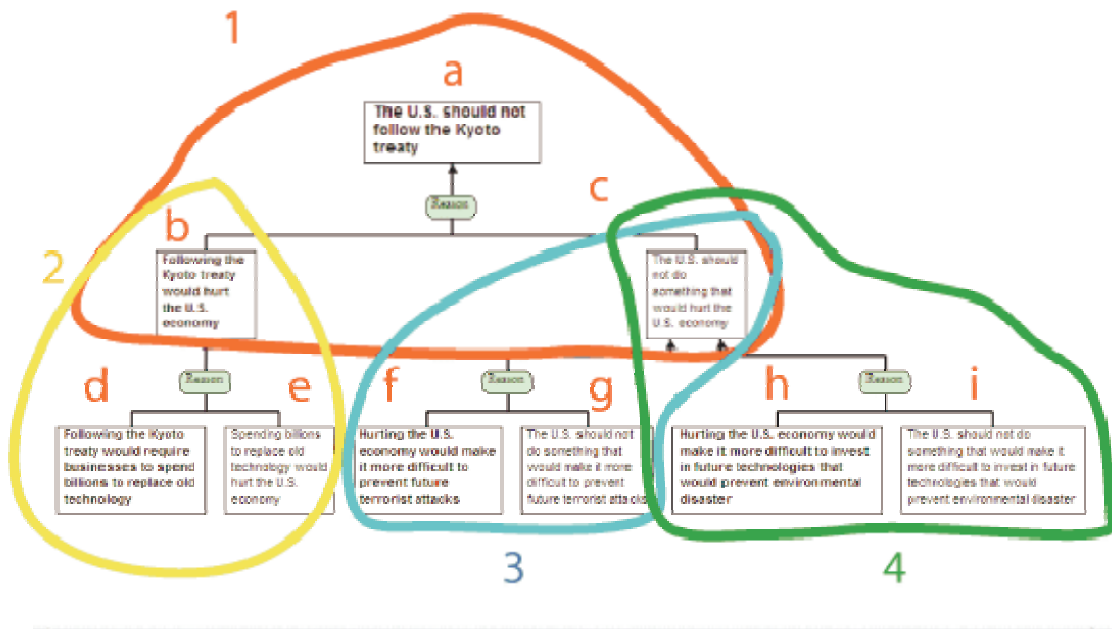 1
a
The U.S. should not
follow the Kyoto
treaty
Reason
c
b
2
Following the
Kyoto treaty
would hurt
the U.S.
economy
The U.S. should
not do
something that
would hurt the
U.S. economy
d
Reason
e
f
Reason
g
h
Reason
i
Following the Kyoto
treaty would require
businesses to spend
billions to replace old
technology
Spending billions
to replace old
technology would
hurt the U.S.
economy
Hurting the U.S.
economy would make
it more difficult to
prevent future
terrorist attacks
The U.S. should not
do something that
would make it more
difficult to prevent
future terrorist attacks
Hurting the U.S. economy would
make it more difficult to invest
in future technologies that
would prevent environmental
disaster
The U.S. should not do
something that would make it
more difficult to invest in future
technologies that would
prevent environmental disaster
3
4